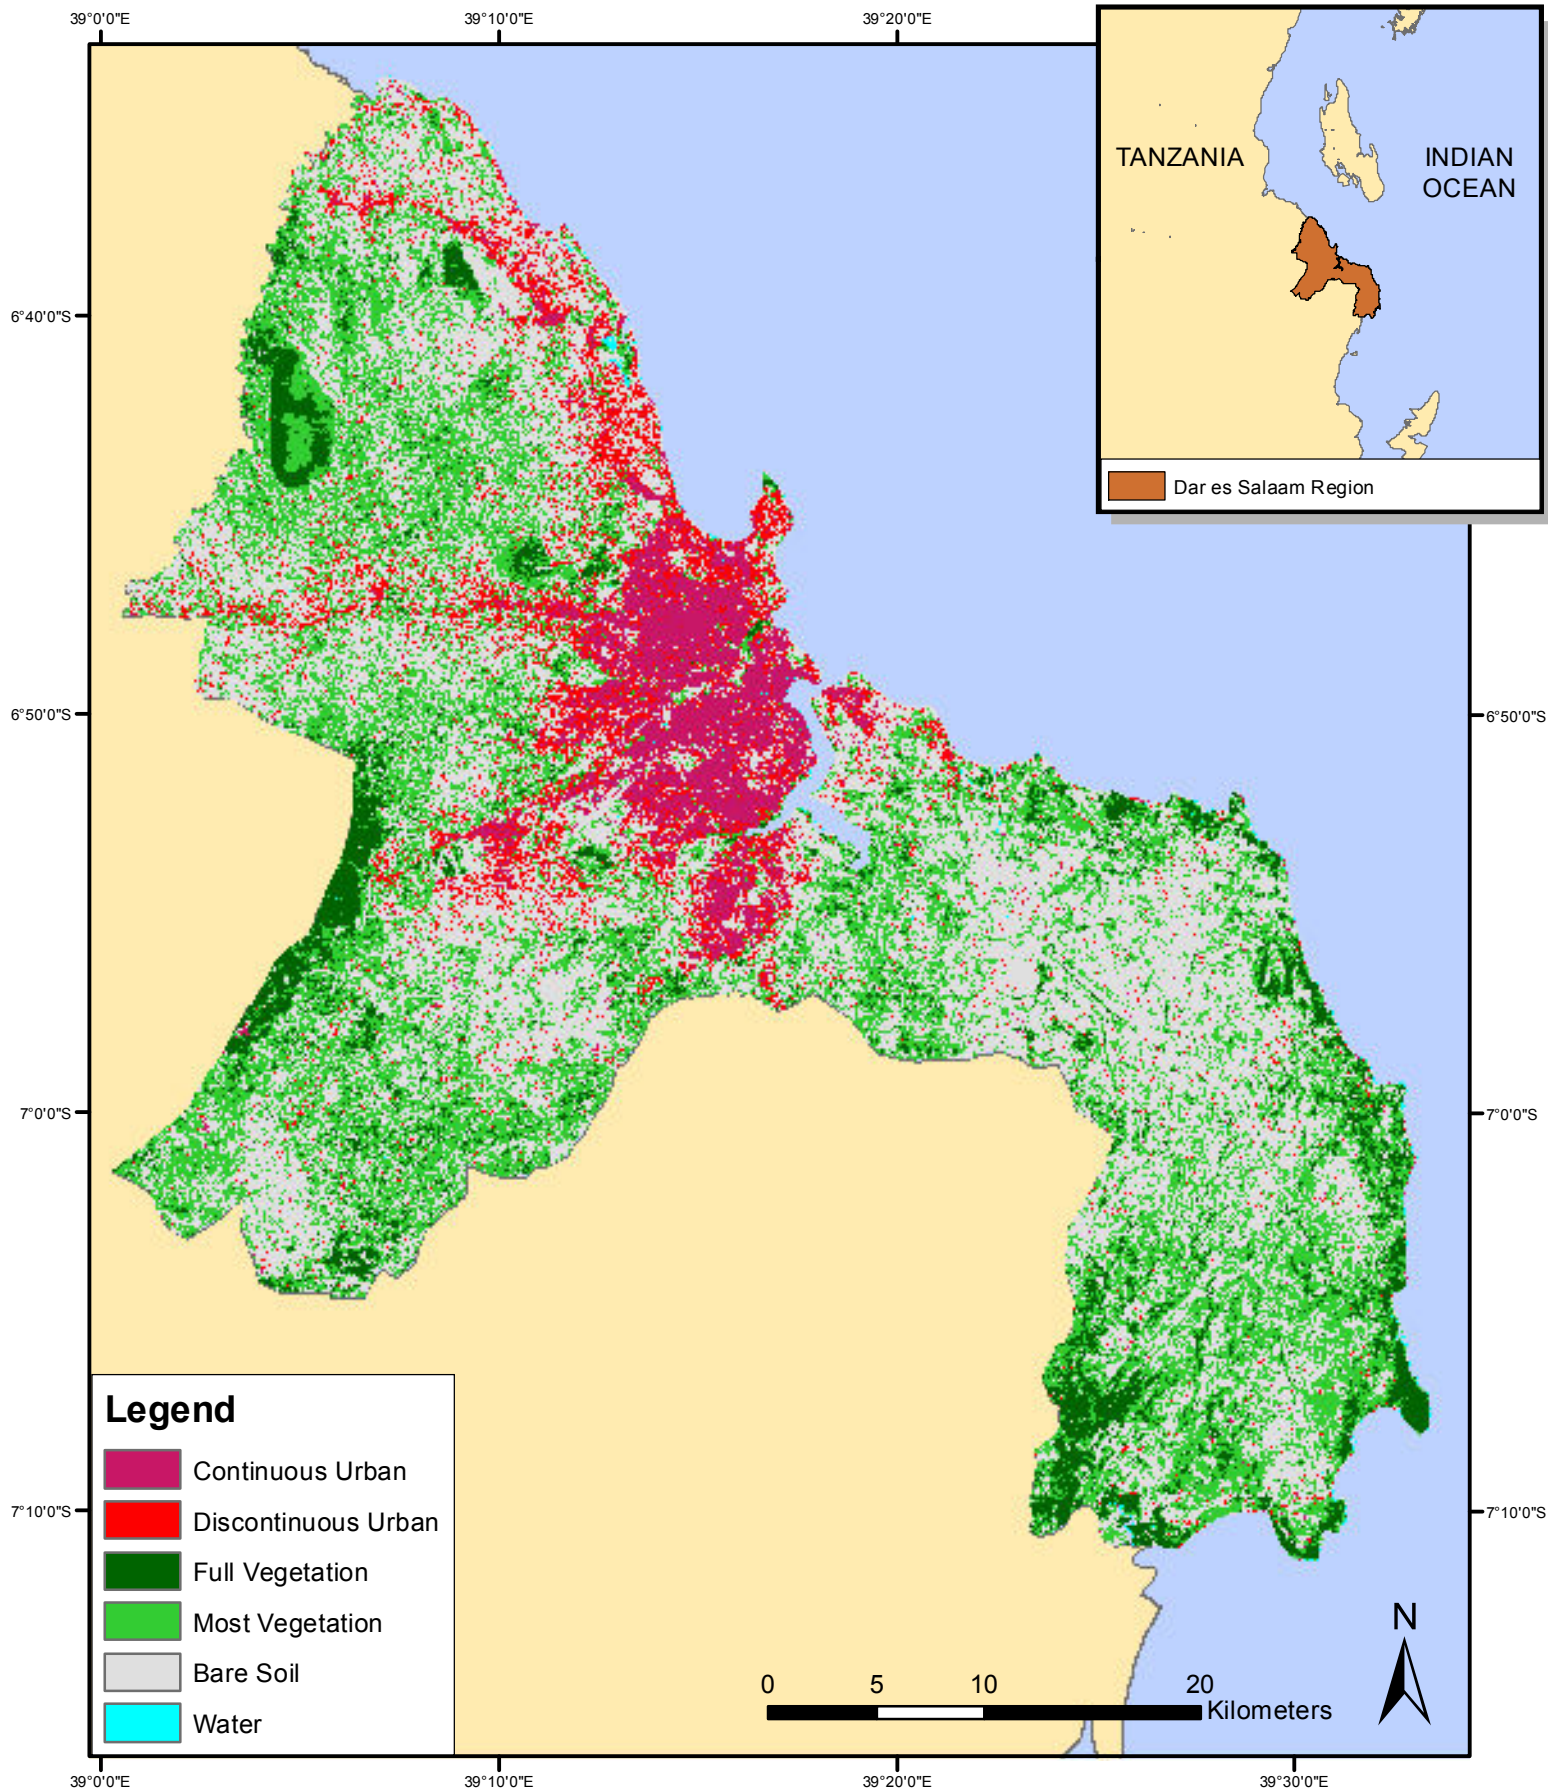 39°0'0"E
39°10'0"E
39°20'0"E
TANZANIA
INDIAN
OCEAN
Dar es Salaam Region
6°40'0"S
6°50'0"S
6°50'0"S
7°0'0"S
7°0'0"S
7°10'0"S
7°10'0"S
Legend
Continuous Urban
Discontinuous Urban
Full Vegetation
Most Vegetation
Bare Soil
Water
N
0 5 10 20
Kilometers
39°0'0"E
39°10'0"E
39°20'0"E
39°30'0"E